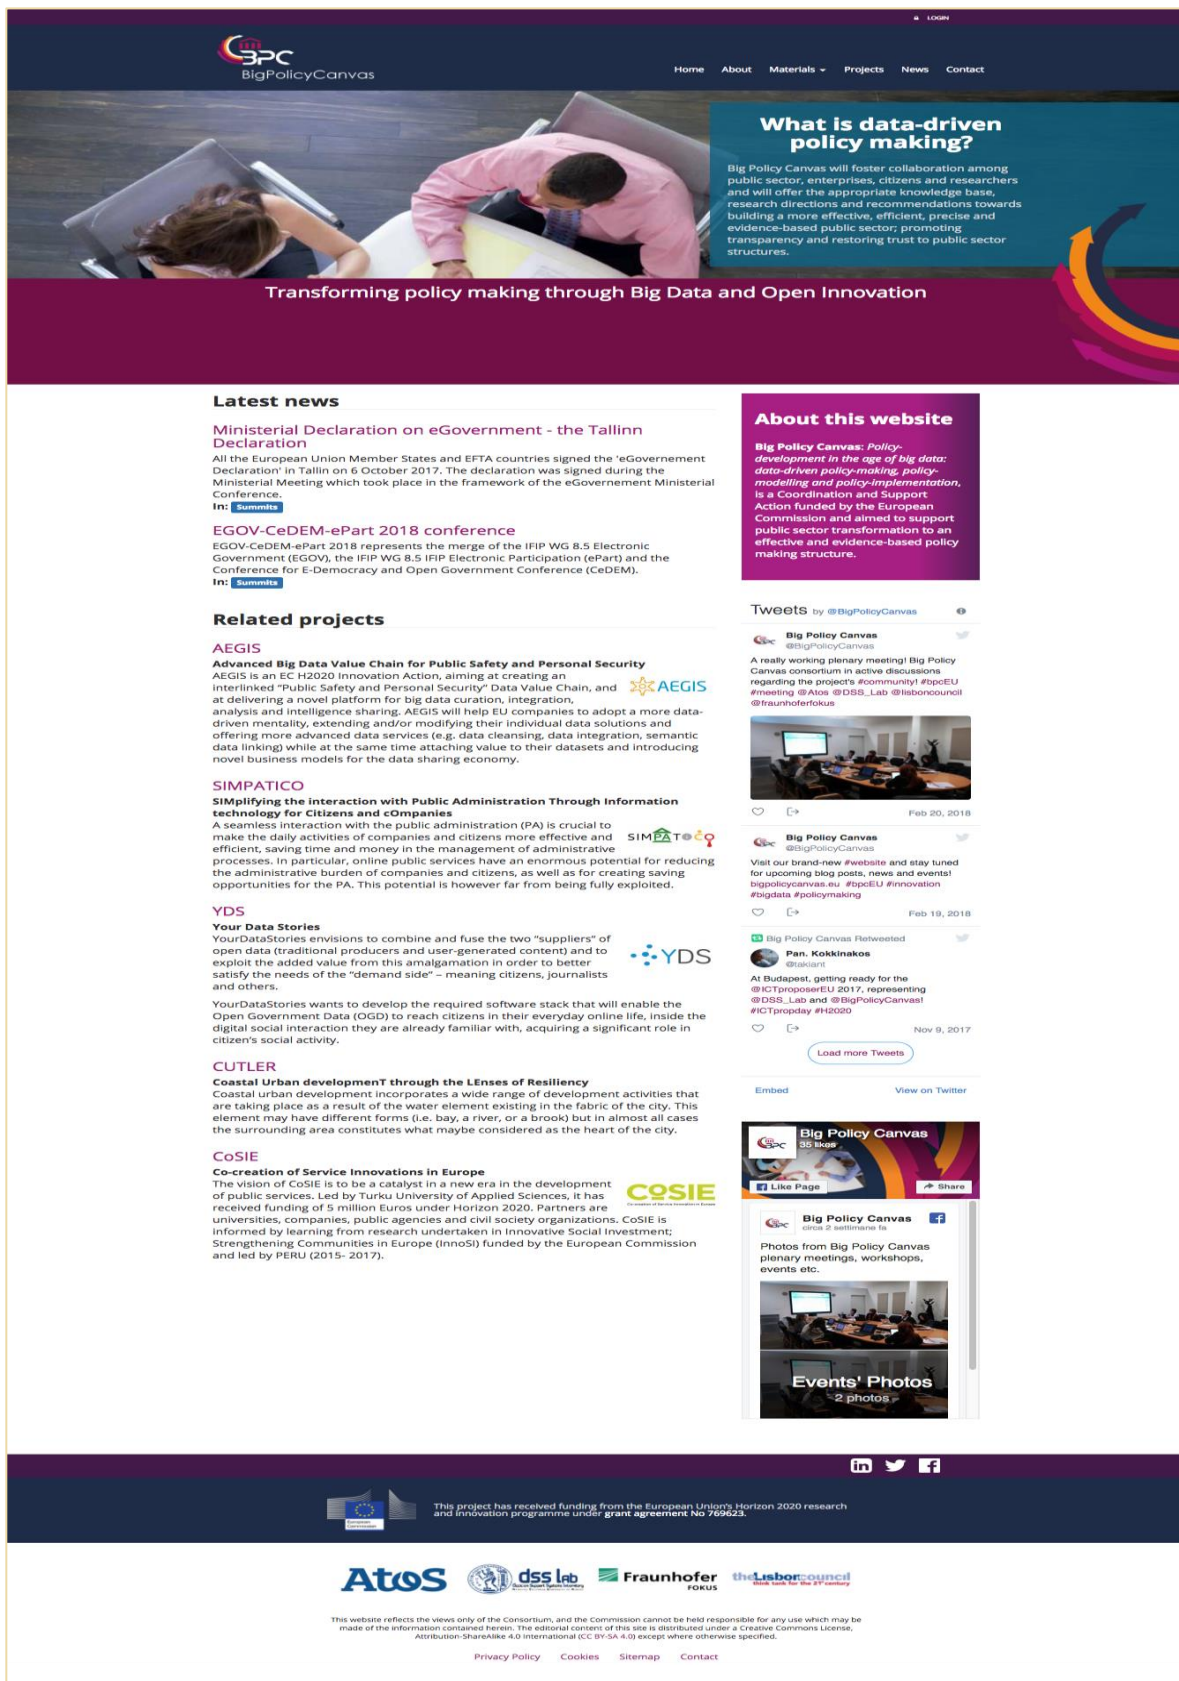 LOGIN
BPC
BigPolicyCanvas
Home About Materials Projects News Contact
What is data-driven
policy making?
Big Policy Canvas will foster collaboration among
public sector, enterprises, citizens and researchers
and will offer the appropriate knowledge base,
research directions and recommendations towards
building a more effective, efficient, precise and
evidence-based public sector; promoting
transparency and restoring trust to public sector
structures.
Transforming policy making through Big Data and Open Innovation
Latest news
Ministerial Declaration on eGovernment - the Tallinn
Declaration
All the European Union Member States and EFTA countries signed the 'eGovernement
Declaration' in Tallin on 6 October 2017. The declaration was signed during the
Ministerial Meeting which took place in the framework of the eGovernement Ministerial
Conference.
In: Summits
EGOV-CeDEM-ePart 2018 conference
EGOV-CeDEM-ePart 2018 represents the merge of the IFIP WG 8.5 Electronic
Government (EGOV), the IFIP WG 8.5 IFIP Electronic Participation (ePart) and the
Conference for E-Democracy and Open Government Conference (CeDEM).
In: Summits
Related projects
AEGIS
Advanced Big Data Value Chain for Public Safety and Personal Security
AEGIS is an EC H2020 Innovation Action, aiming at creating an
interlinked "Public Safety and Personal Security" Data Value Chain, and
at delivering a novel platform for big data curation, integration,
analysis and intelligence sharing. AEGIS will help EU companies to adopt a more data-
driven mentality, extending and/or modifying their individual data solutions and
offering more advanced data services (e.g. data cleansing, data integration, semantic
data linking) while at the same time attaching value to their datasets and introducing
novel business models for the data sharing economy.
AEGIS
SIMPATICO
SIMplifying the interaction with Public Administration Through Information
technology for Citizens and cOmpanies
A seamless interaction with the public administration (PA) is crucial to
make the daily activities of companies and citizens more effective and
efficient, saving time and money in the management of administrative
processes. In particular, online public services have an enormous potential for reducing
the administrative burden of companies and citizens, as well as for creating saving
opportunities for the PA. This potential is however far from being fully exploited.
SIMPATICO
YDS
Your Data Stories
YourDataStories envisions to combine and fuse the two "suppliers" of
open data (traditional producers and user-generated content) and to
exploit the added value from this amalgamation in order to better
satisfy the needs of the "demand side" – meaning citizens, journalists
and others.
YDS
YourDataStories wants to develop the required software stack that will enable the
Open Government Data (OGD) to reach citizens in their everyday online life, inside the
digital social interaction they are already familiar with, acquiring a significant role in
citizen's social activity.
CUTLER
Coastal Urban developmenT through the LEnses of Resiliency
Coastal urban development incorporates a wide range of development activities that
are taking place as a result of the water element existing in the fabric of the city. This
element may have different forms (i.e. bay, a river, or a brook) but in almost all cases
the surrounding area constitutes what maybe considered as the heart of the city.
CoSIE
Co-creation of Service Innovations in Europe
The vision of CoSIE is to be a catalyst in a new era in the development
of public services. Led by Turku University of Applied Sciences, it has
received funding of 5 million Euros under Horizon 2020. Partners are
universities, companies, public agencies and civil society organizations. CoSIE is
informed by learning from research undertaken in Innovative Social Investment;
Strengthening Communities in Europe (InnoSI) funded by the European Commission
and led by PERU (2015- 2017).
COSIE
Co-creation of Service Innovation in Europe
About this website
Big Policy Canvas: Policy-
development in the age of big data:
data-driven policy-making, policy-
modelling and policy-implementation,
is a Coordination and Support
Action funded by the European
Commission and aimed to support
public sector transformation to an
effective and evidence-based policy
making structure.
Tweets by @BigPolicyCanvas
Big Policy Canvas
@BigPolicyCanvas
A really working plenary meeting! Big Policy
Canvas consortium in active discussions
regarding the project's #community! #bpcEU
#meeting @Atos @DSS_Lab @lisboncouncil
@fraunhoferfokus
Feb 20, 2018
Big Policy Canvas
@BigPolicyCanvas
Visit our brand-new #website and stay tuned
for upcoming blog posts, news and events!
bigpolicycanvas.eu #bpcEU #innovation
#bigdata #policymaking
Feb 19, 2018
Big Policy Canvas Retweeted
Pan. Kokkinakos
@takiant
At Budapest, getting ready for the
@ICTproposerEU 2017, representing
@DSS_Lab and @BigPolicyCanvas!
#ICTpropday #H2020
Nov 9, 2017
Load more Tweets
Embed View on Twitter
BPC
Big Policy Canvas
35 likes
Like Page Share
Big Policy Canvas
circa 2 settimane fa
Photos from Big Policy Canvas
plenary meetings, workshops,
events etc.
Events' Photos
2 photos
in
European
Commission
This project has received funding from the European Union's Horizon 2020 research
and innovation programme under grant agreement No 769623.
Atos
dss lab
Fraunhofer
FOKUS
theLisboncouncil
think tank for the 21st century
This website reflects the views only of the Consortium, and the Commission cannot be held responsible for any use which may be
made of the information contained herein. The editorial content of this site is distributed under a Creative Commons License,
Attribution-ShareAlike 4.0 International (CC BY-SA 4.0) except where otherwise specified.
Privacy Policy Cookies Sitemap Contact